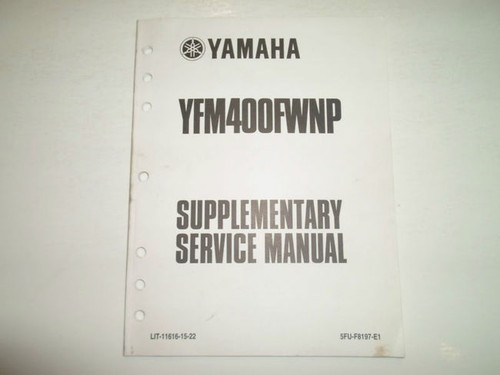 YAMAHA
YFM400FWNP
SUPPLEMENTARY
SERVICE MANUAL
LIT-11616-15-22 5FU-F8197-E1